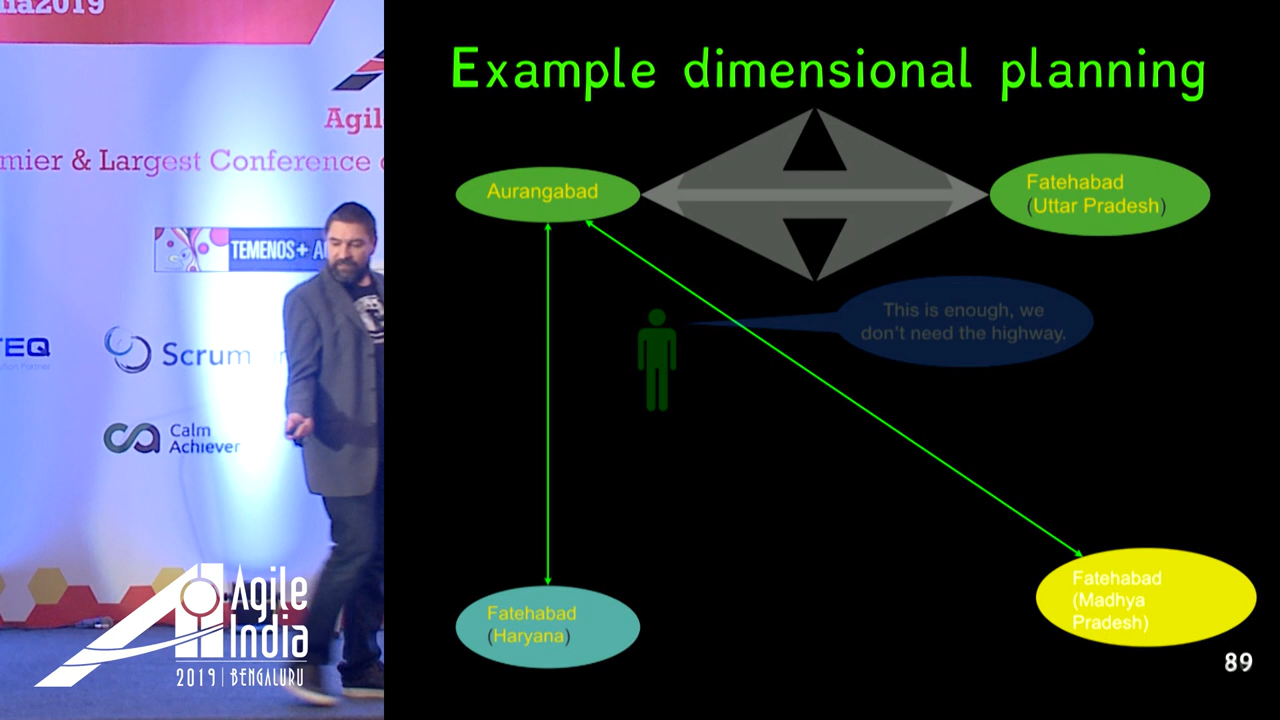 ia2019
Agil
mier & Largest Conference
TEMENOS+ A
TEQ
Scrum
Calm
Achiever
Agile
India
2019 | BENGALURU
Example dimensional planning
Aurangabad
Fatehabad
(Uttar Pradesh)
This is enough, we
don't need the highway.
Fatehabad
(Haryana)
Fatehabad
(Madhya
Pradesh)
89